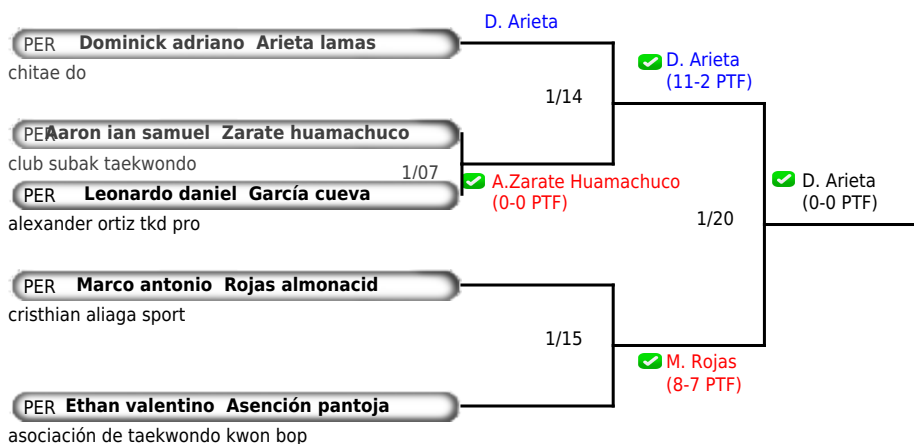 D. Arieta
PER Dominick adriano Arieta lamas
chitae do
D. Arieta
(11-2 PTF)
1/14
PER Aaron ian samuel Zarate huamachuco
club subak taekwondo
1/07
A.Zarate Huamachuco
(0-0 PTF)
D. Arieta
(0-0 PTF)
PER Leonardo daniel García cueva
alexander ortiz tkd pro
1/20
PER Marco antonio Rojas almonacid
cristhian aliaga sport
1/15
M. Rojas
(8-7 PTF)
PER Ethan valentino Asención pantoja
asociación de taekwondo kwon bop